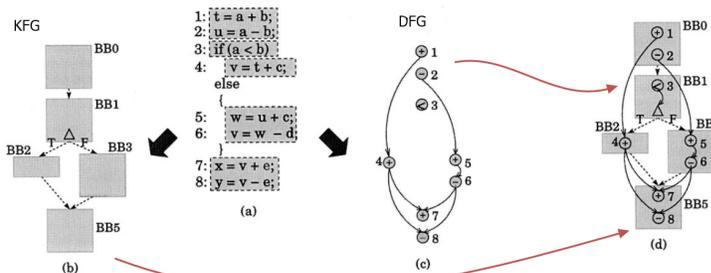 KFG
BB0
BB1
T F
BB2
BB3
BB5
(b)
1: t = a + b;
2: u = a – b;
3: if (a < b)
4: v = t + c;
else
{
5: w = u + c;
6: v = w – d
}
7: x = v + e;
8: y = v – e;
(a)
DFG
+ 1
– 2
< 3
4 +
+ 5
– 6
+ 7
– 8
(c)
BB0
+ 1
– 2
BB1
< 3
T F
BB2
BB
4 +
+ 5
– 6
+ 7
BB5
– 8
(d)